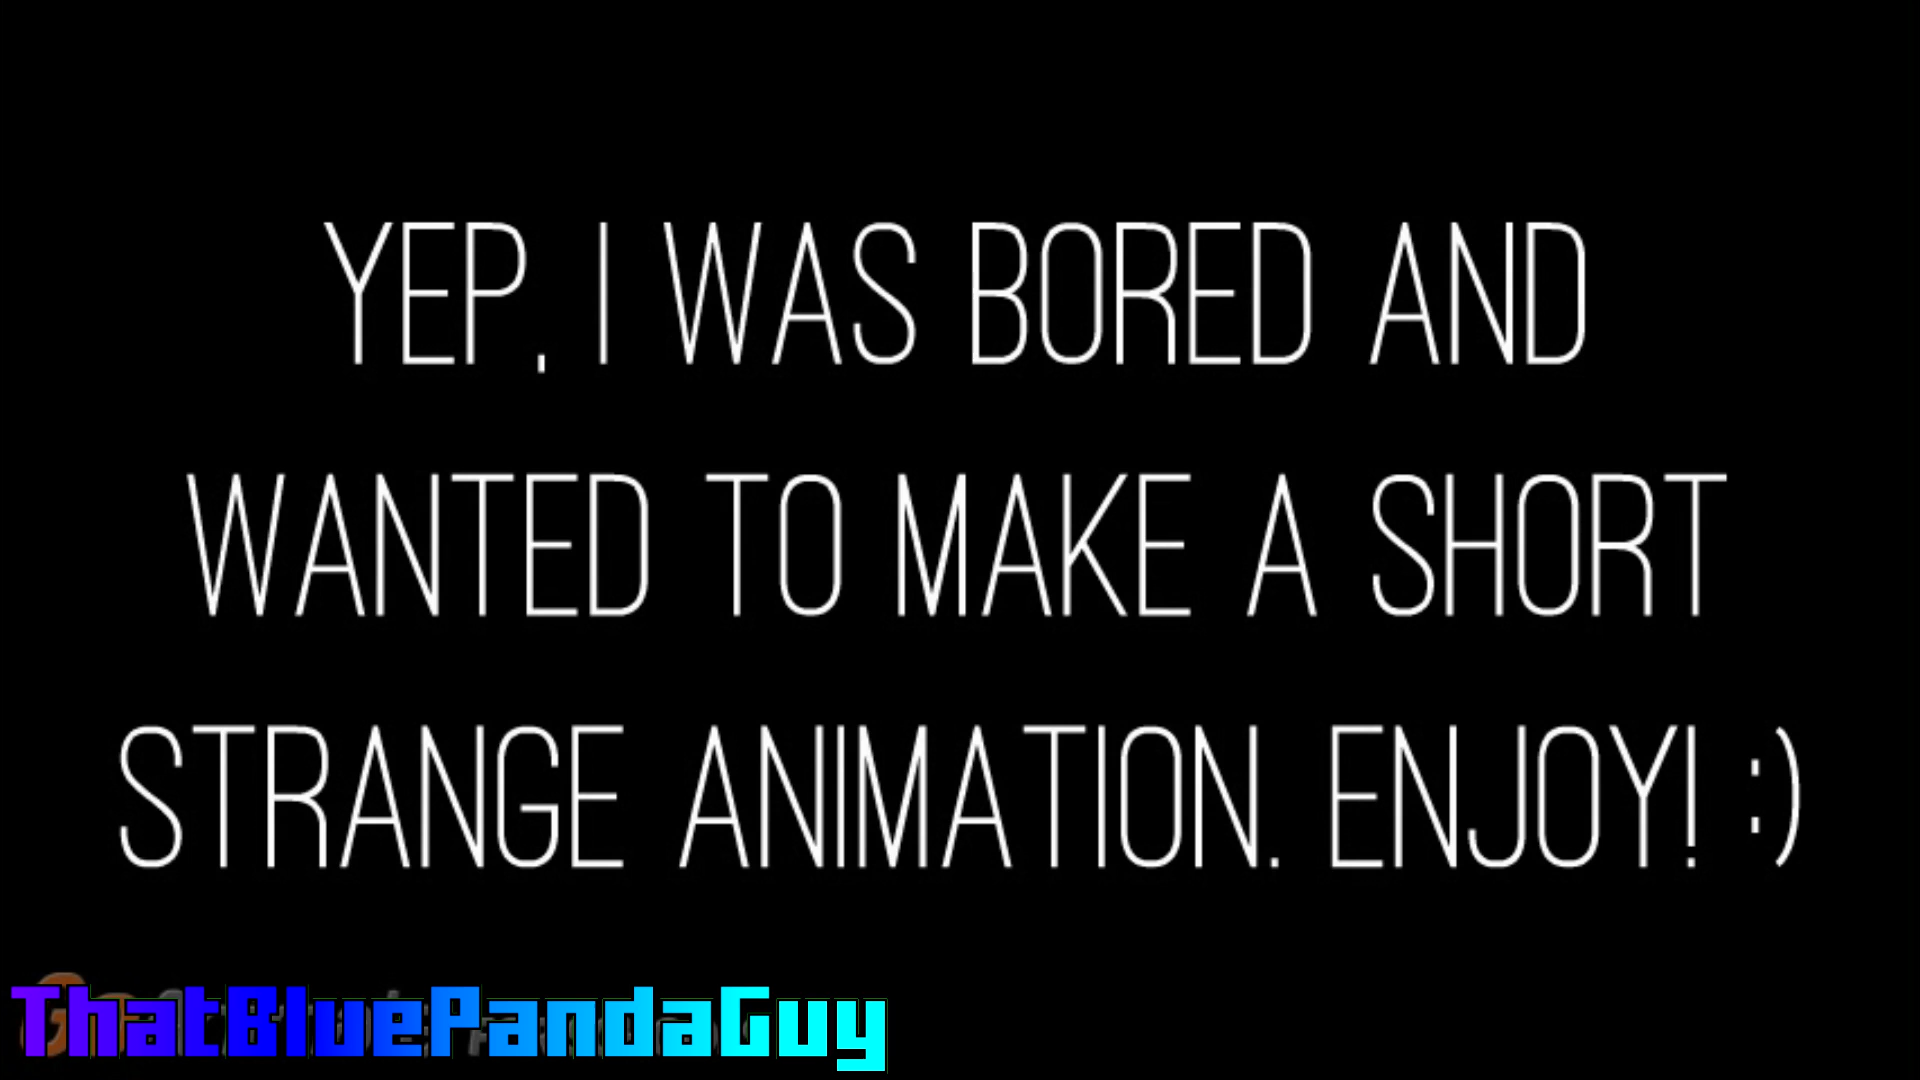 YEP, I WAS BORED AND
WANTED TO MAKE A SHORT
STRANGE ANIMATION. ENJOY! :)
ThatBluePandaGuy